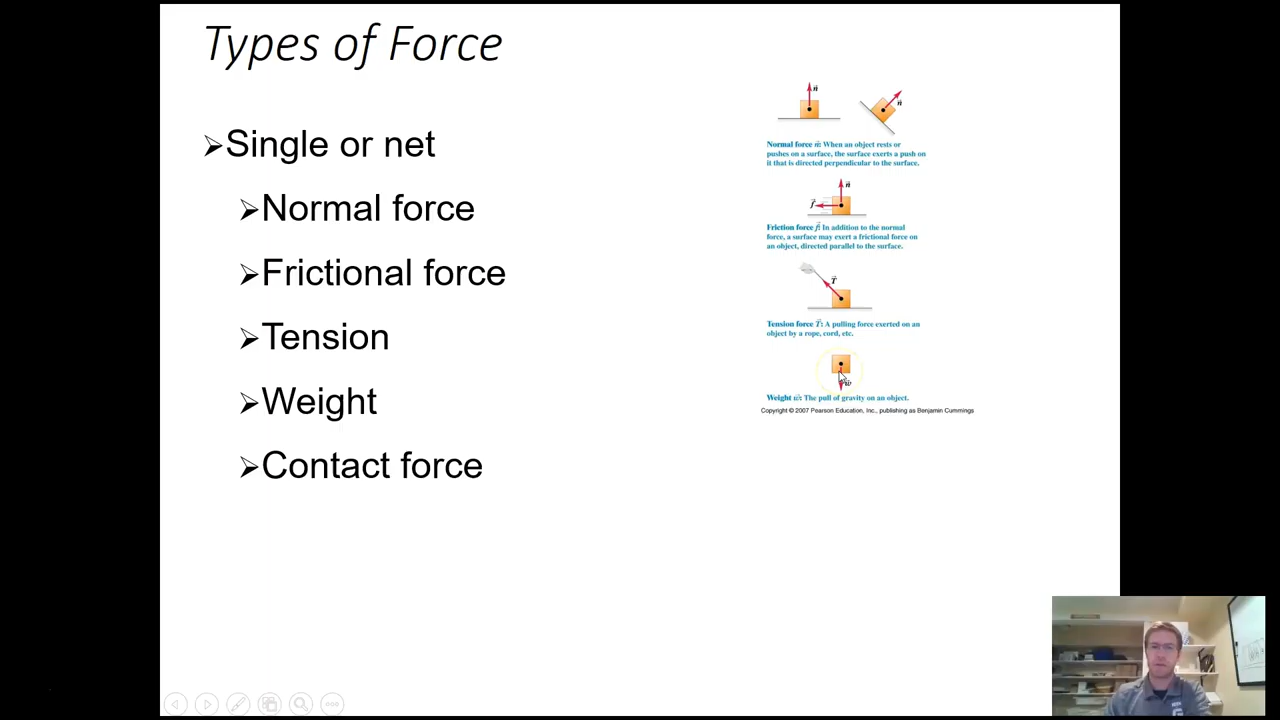 Types of Force
Single or net
Normal force
Frictional force
Tension
Weight
Contact force
n
n
Normal force n: When an object rests or
pushes on a surface, the surface exerts a push on
it that is directed perpendicular to the surface.
n
f
Friction force f: In addition to the normal
force, a surface may exert a frictional force on
an object, directed parallel to the surface.
T
Tension force T: A pulling force exerted on an
object by a rope, cord, etc.
w
Weight w: The pull of gravity on an object.
Copyright © 2007 Pearson Education, Inc., publishing as Benjamin Cummings